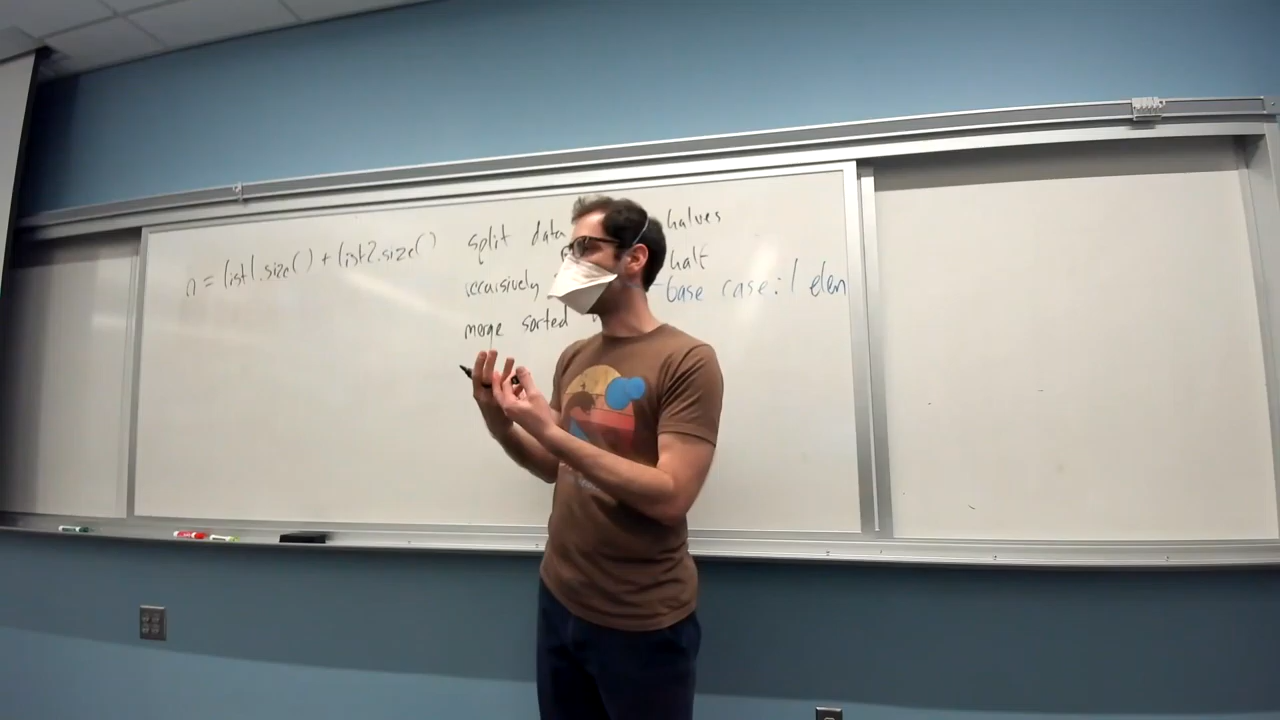 n = list1.size() + list2.size()
split data halves
recursively half
base case: 1 elem
merge sorted